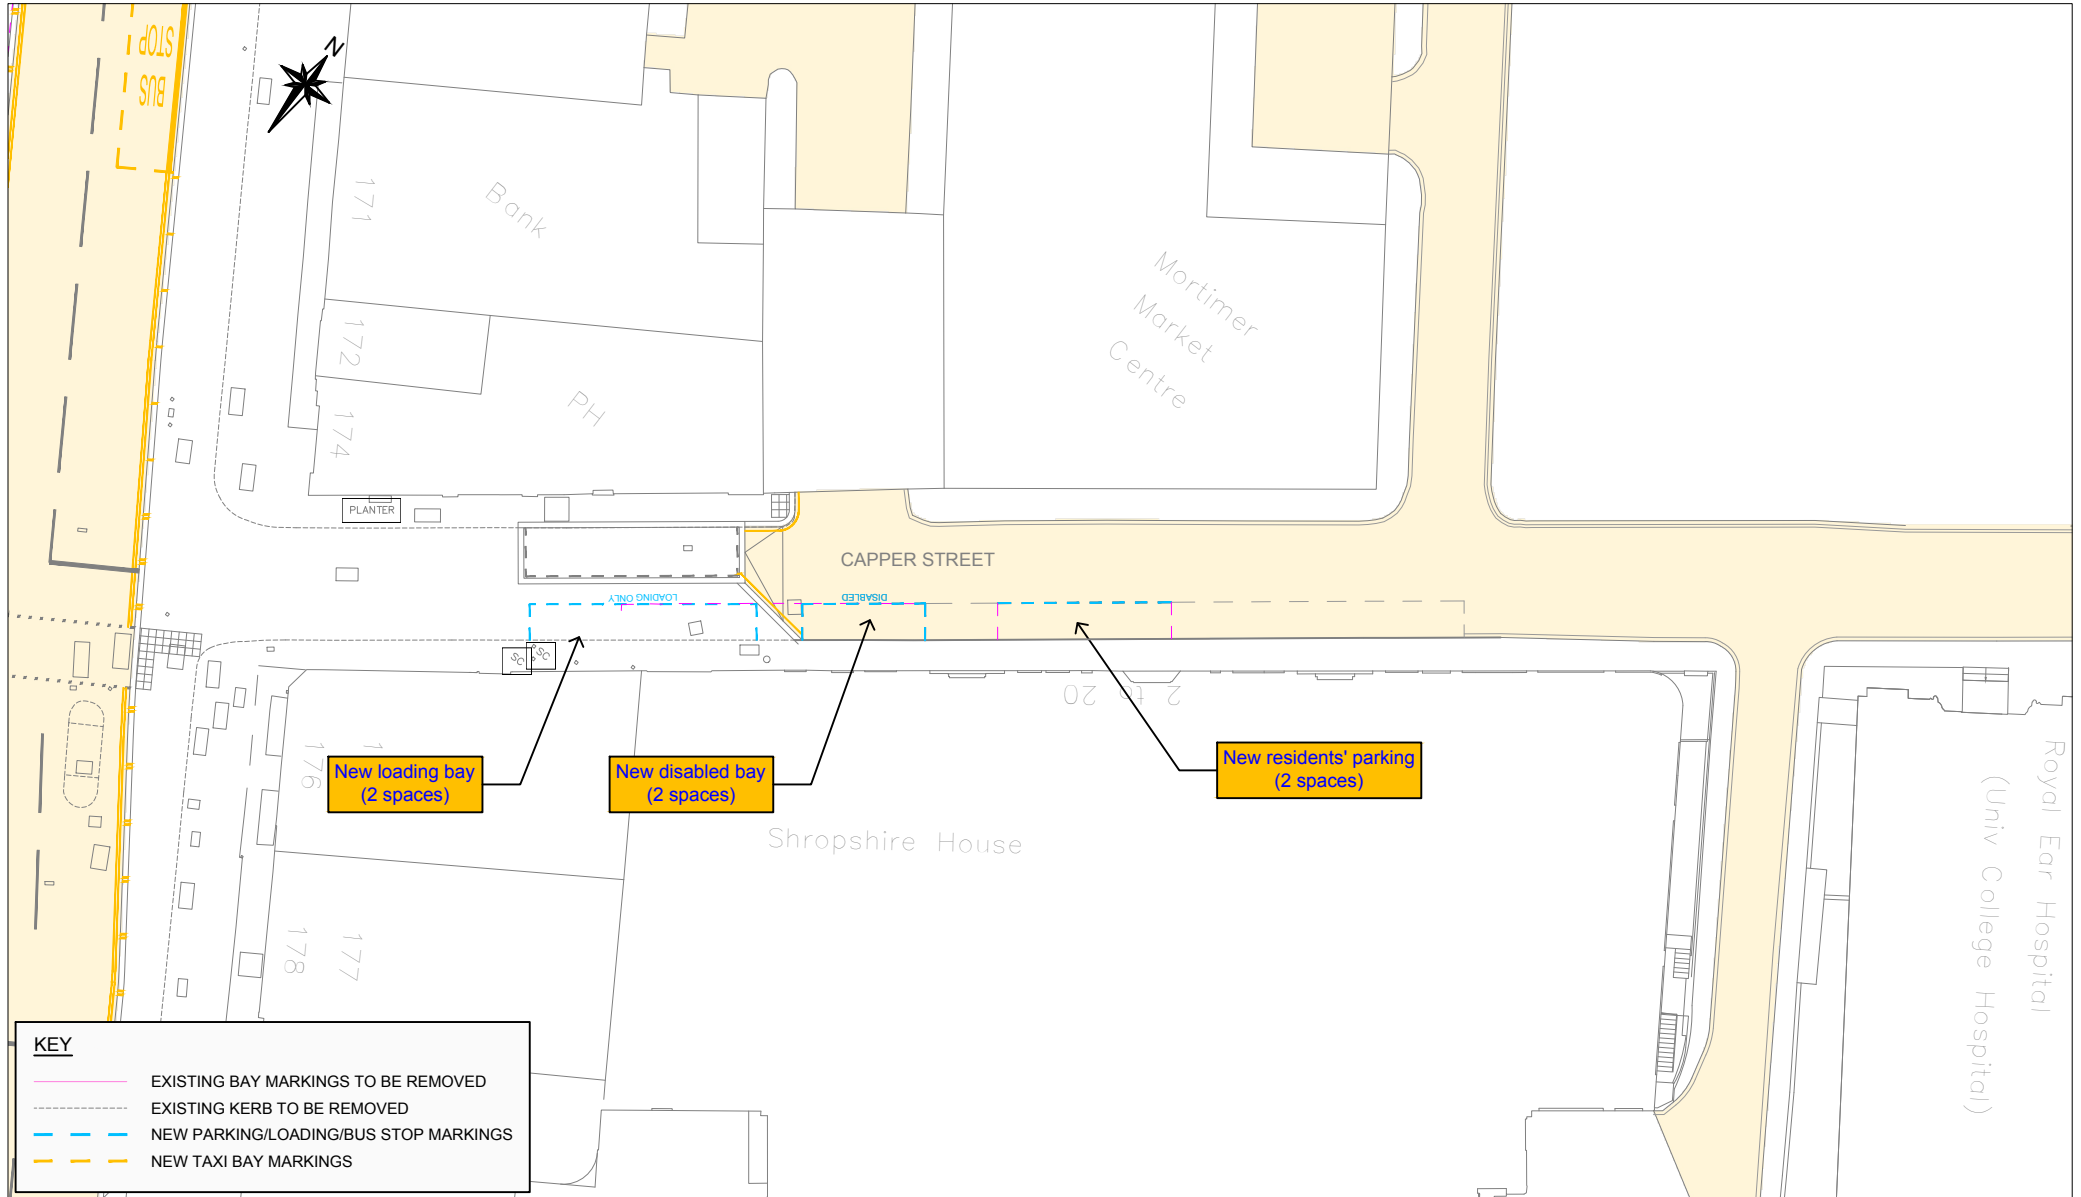 BUS
STOP
N
171
Bank
172
174
PH
Mortimer
Market
Centre
PLANTER
CAPPER STREET
LOADING ONLY
DISABLED
SC
SC
2 to 20
176
New loading bay
(2 spaces)
New disabled bay
(2 spaces)
New residents' parking
(2 spaces)
Shropshire House
177
178
Royal Ear Hospital
(Univ College Hospital)
KEY
EXISTING BAY MARKINGS TO BE REMOVED
EXISTING KERB TO BE REMOVED
NEW PARKING/LOADING/BUS STOP MARKINGS
NEW TAXI BAY MARKINGS